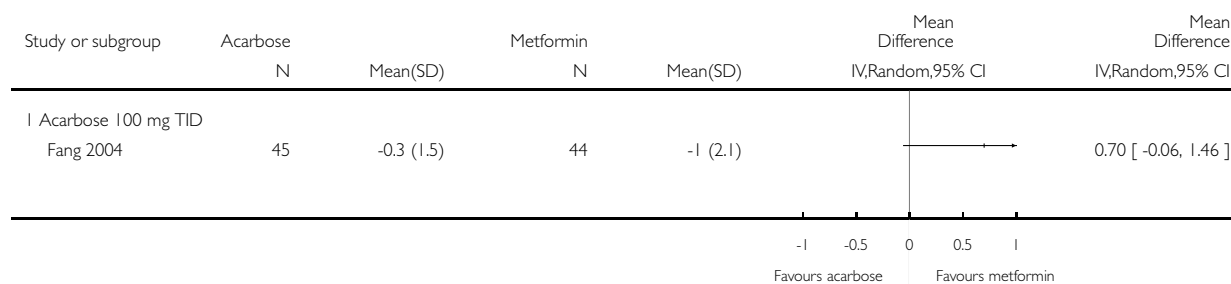 Mean Mean
Study or subgroup Acarbose Metformin Difference Difference
N Mean(SD) N Mean(SD) IV,Random,95% CI IV,Random,95% CI
1 Acarbose 100 mg TID
Fang 2004 45 -0.3 (1.5) 44 -1 (2.1) 0.70 [ -0.06, 1.46 ]
-1 -0.5 0 0.5 1
Favours acarbose Favours metformin